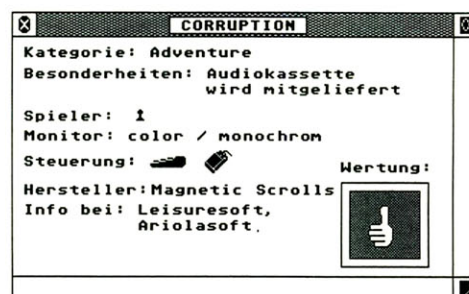 CORRUPTION
Kategorie: Adventure
Besonderheiten: Audiokassette
wird mitgeliefert
Spieler:
Monitor: color / monochrom
Steuerung:
Wertung:
Hersteller: Magnetic Scrolls
Info bei: Leisuresoft,
Ariolasoft.